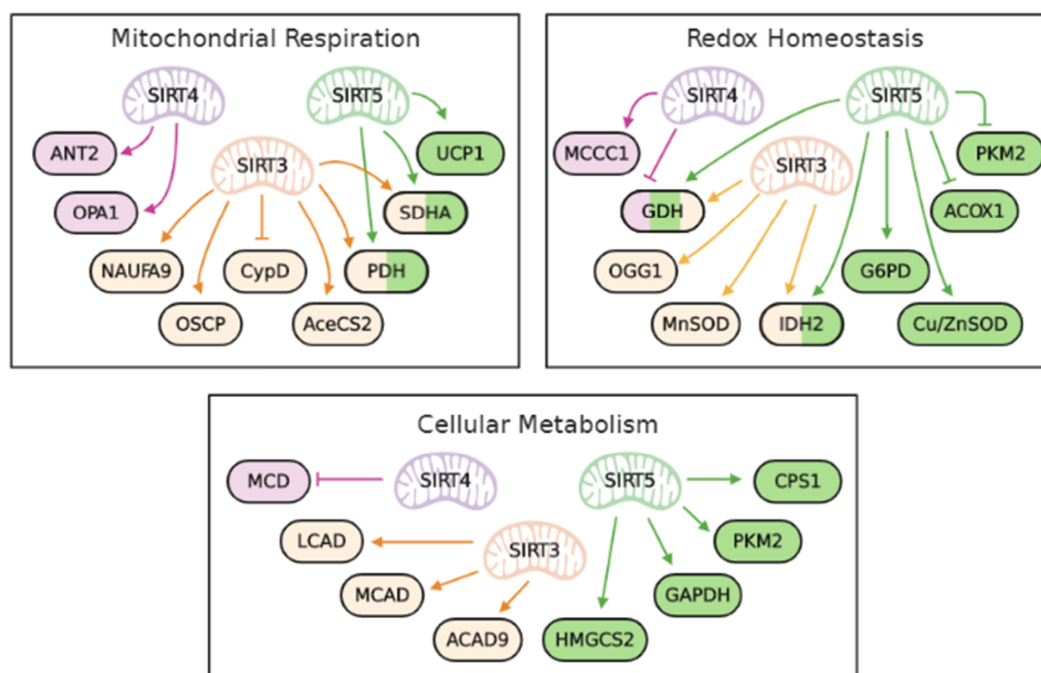 Mitochondrial Respiration
SIRT4
SIRT5
ANT2
SIRT3
UCP1
OPA1
SDHA
NAUFA9
CypD
PDH
OSCP
AceCS2
Redox Homeostasis
SIRT4
SIRT5
MCCC1
SIRT3
PKM2
GDH
ACOX1
OGG1
G6PD
MnSOD
IDH2
Cu/ZnSOD
Cellular Metabolism
MCD
SIRT4
SIRT5
CPS1
LCAD
SIRT3
PKM2
MCAD
GAPDH
ACAD9
HMGCS2